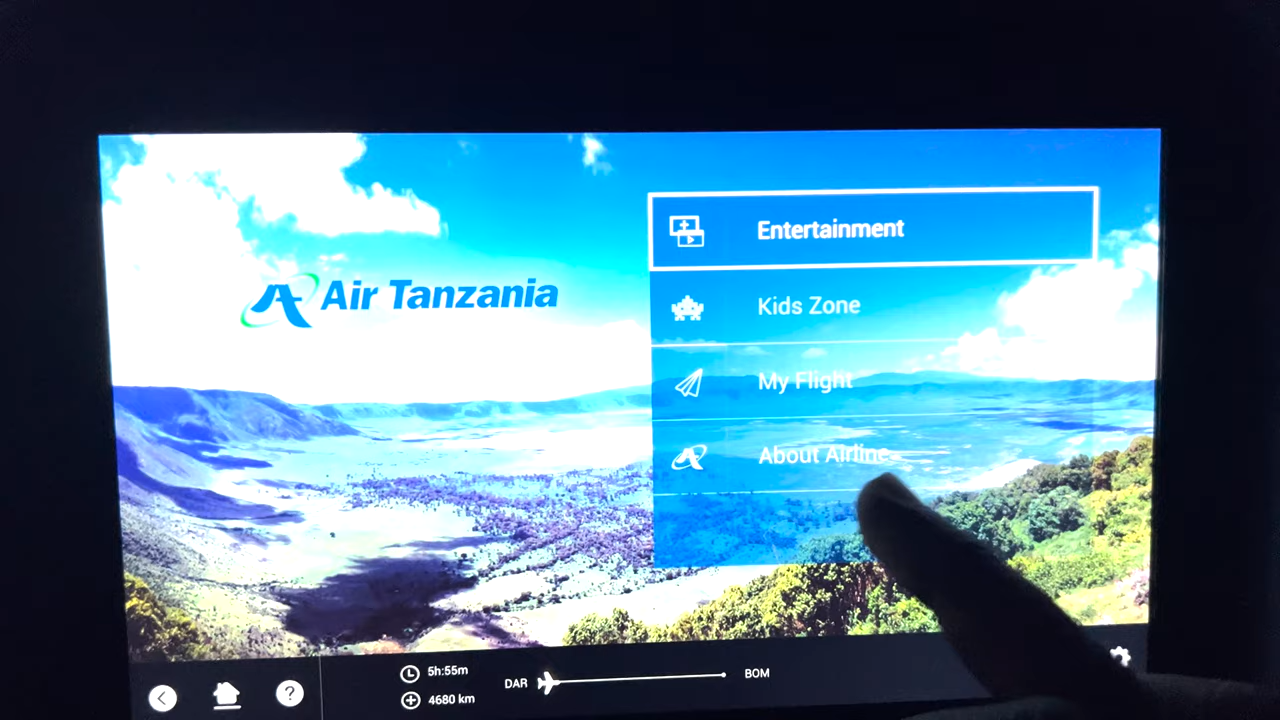 Air Tanzania
Entertainment
Kids Zone
My Flight
About Airline
5h:55m
4680 km
DAR
BOM
?